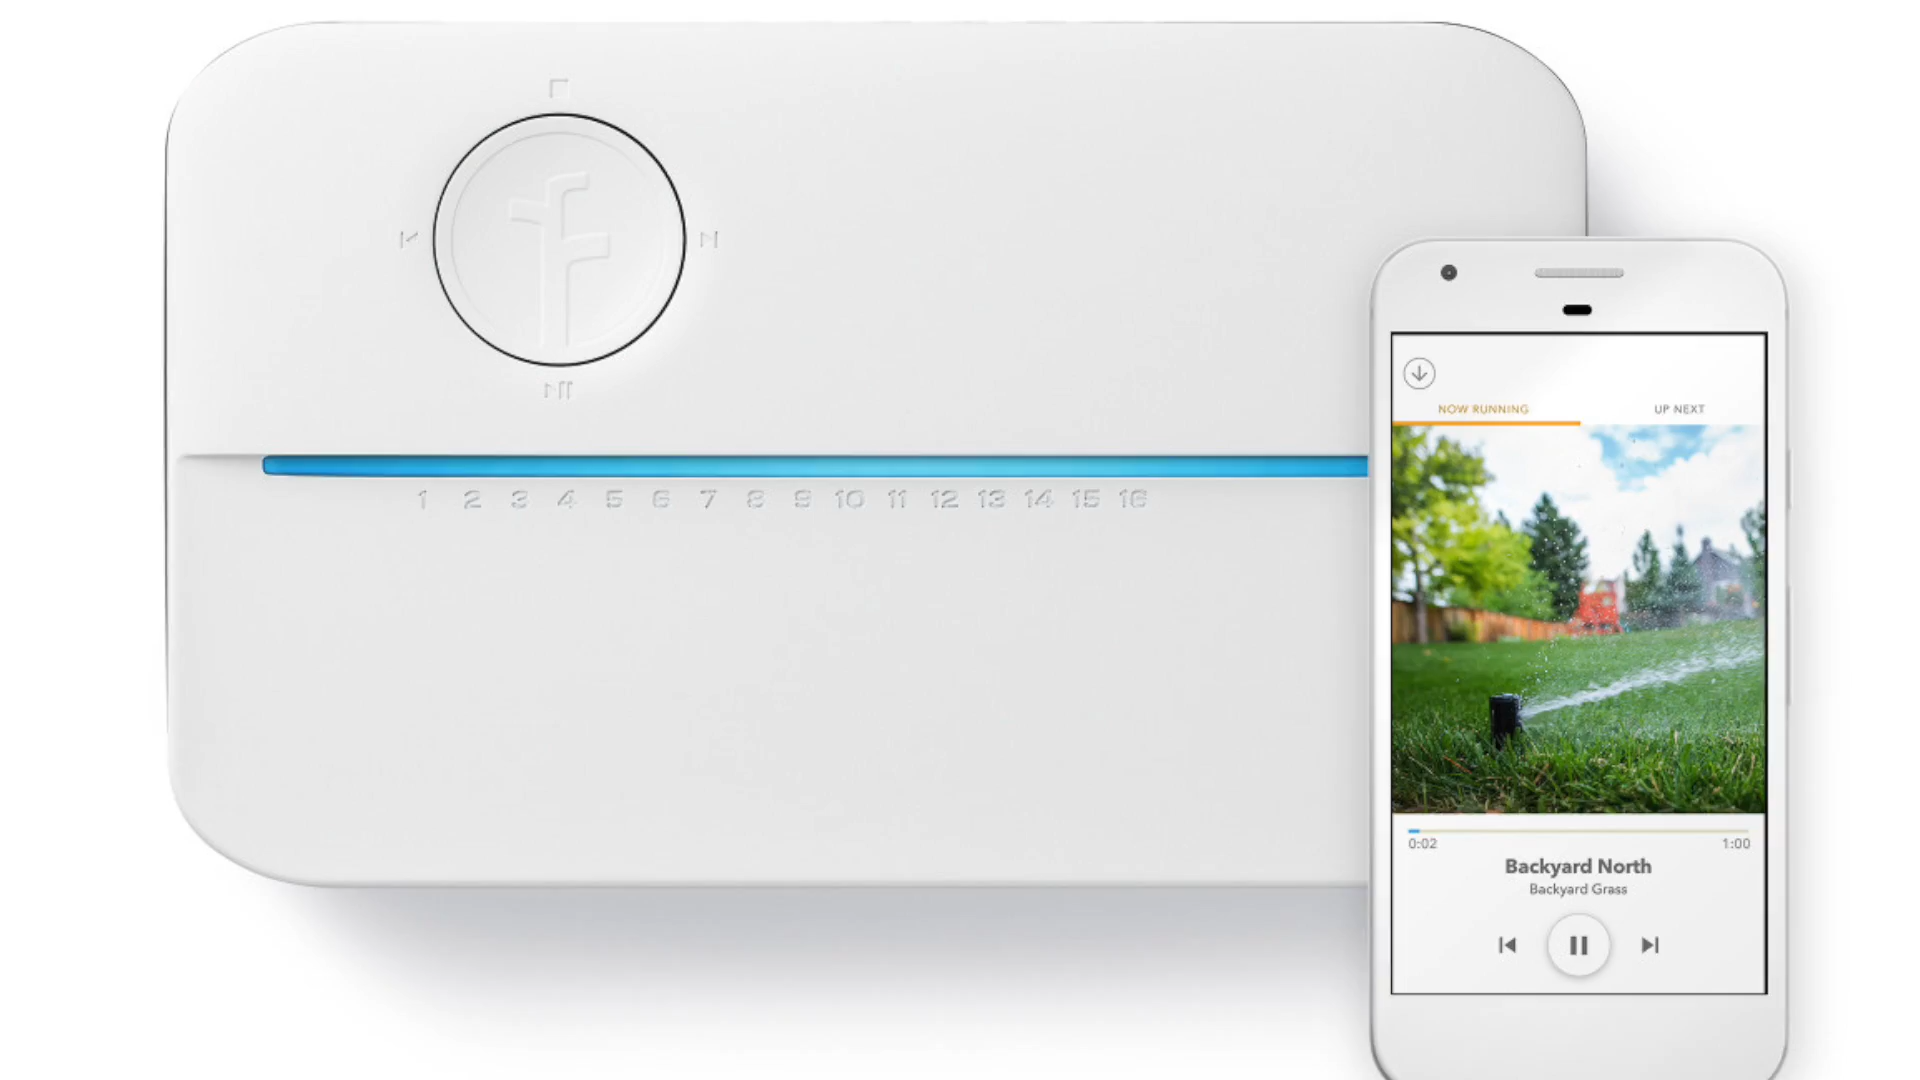 1 2 3 4 5 6 7 8 9 10 11 12 13 14 15 16
NOW RUNNING UP NEXT
0:02 1:00
Backyard North
Backyard Grass